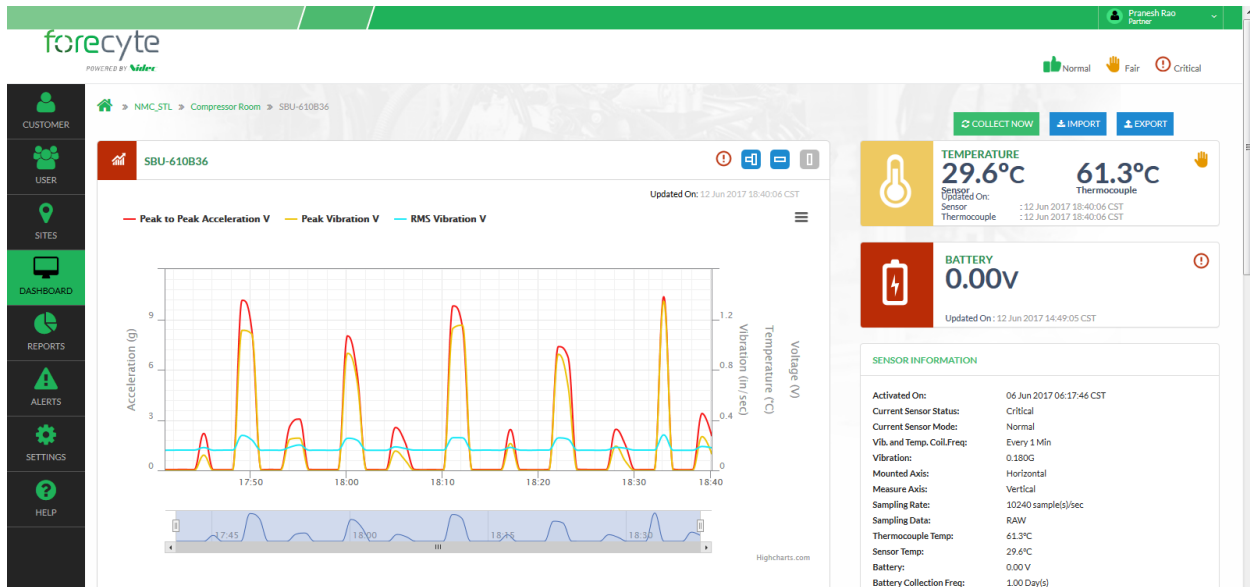 Pranesh Rao
Partner
forecyte
POWERED BY Nidec
Normal Fair Critical
CUSTOMER
USER
SITES
DASHBOARD
REPORTS
ALERTS
SETTINGS
HELP
» NMC_STL » Compressor Room » SBU-610B36
COLLECT NOW IMPORT EXPORT
SBU-610B36
Updated On: 12 Jun 2017 18:40:06 CST
Peak to Peak Acceleration V Peak Vibration V RMS Vibration V
Acceleration (g)
9
6
3
0
1.2
0.8
0.4
0
Vibration (in/sec)
Temperature (°C)
Voltage (V)
17:50 18:00 18:10 18:20 18:30 18:40
17:45 18:00 18:15 18:30
Highcharts.com
TEMPERATURE
29.6°C 61.3°C
Sensor Thermocouple
Updated On:
Sensor : 12 Jun 2017 18:40:06 CST
Thermocouple : 12 Jun 2017 18:40:06 CST
BATTERY
0.00V
Updated On : 12 Jun 2017 14:49:05 CST
SENSOR INFORMATION
Activated On: 06 Jun 2017 06:17:46 CST
Current Sensor Status: Critical
Current Sensor Mode: Normal
Vib. and Temp. Coil.Freq: Every 1 Min
Vibration: 0.180G
Mounted Axis: Horizontal
Measure Axis: Vertical
Sampling Rate: 10240 sample(s)/sec
Sampling Data: RAW
Thermocouple Temp: 61.3°C
Sensor Temp: 29.6°C
Battery: 0.00 V
Battery Collection Freq: 1.00 Day(s)